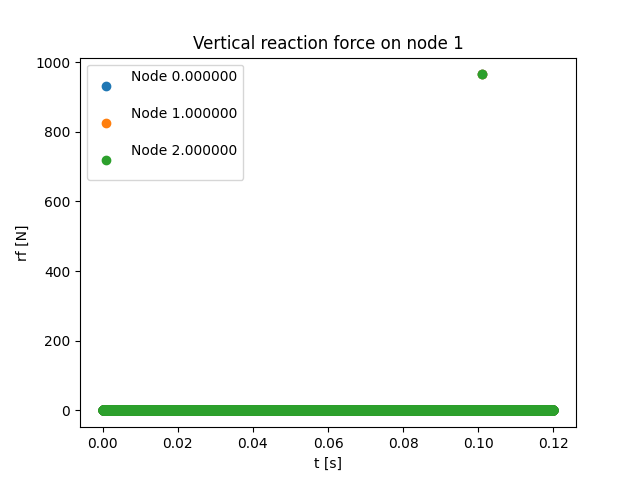 Vertical reaction force on node 1
1000
800
600
400
200
0
rf [N]
Node 0.000000
Node 1.000000
Node 2.000000
0.00 0.02 0.04 0.06 0.08 0.10 0.12
t [s]